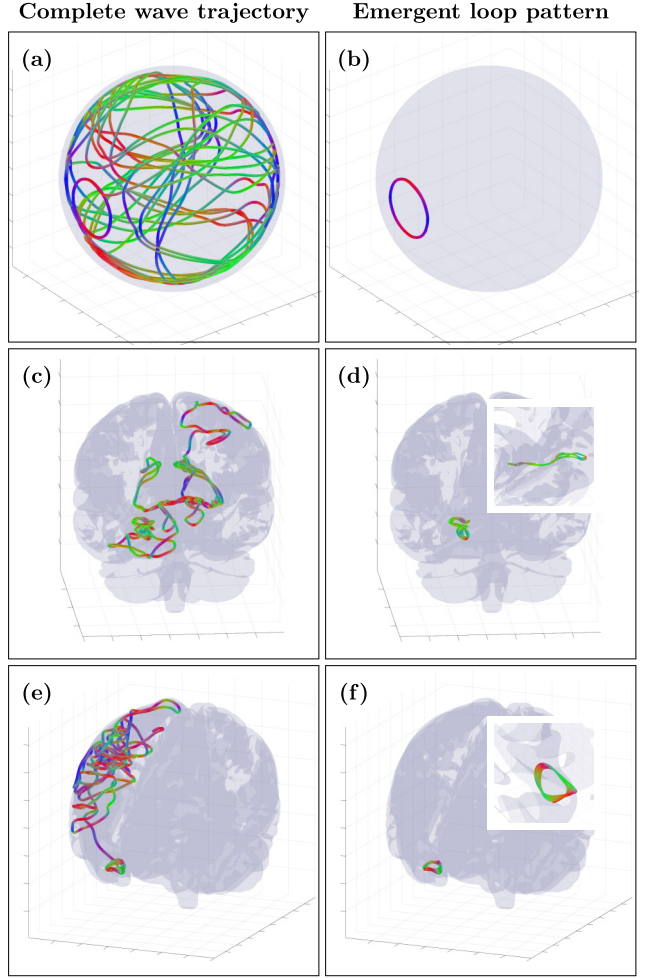 Complete wave trajectory
Emergent loop pattern
(a)
(b)
(c)
(d)
(e)
(f)